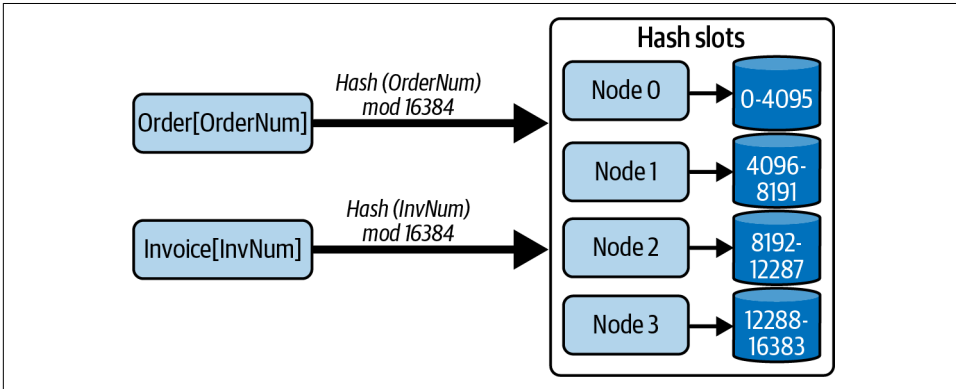 Hash slots
Hash (OrderNum)
mod 16384
Order[OrderNum]
Node 0
0-4095
Node 1
4096-
8191
Hash (InvNum)
mod 16384
Invoice[InvNum]
Node 2
8192-
12287
Node 3
12288-
16383